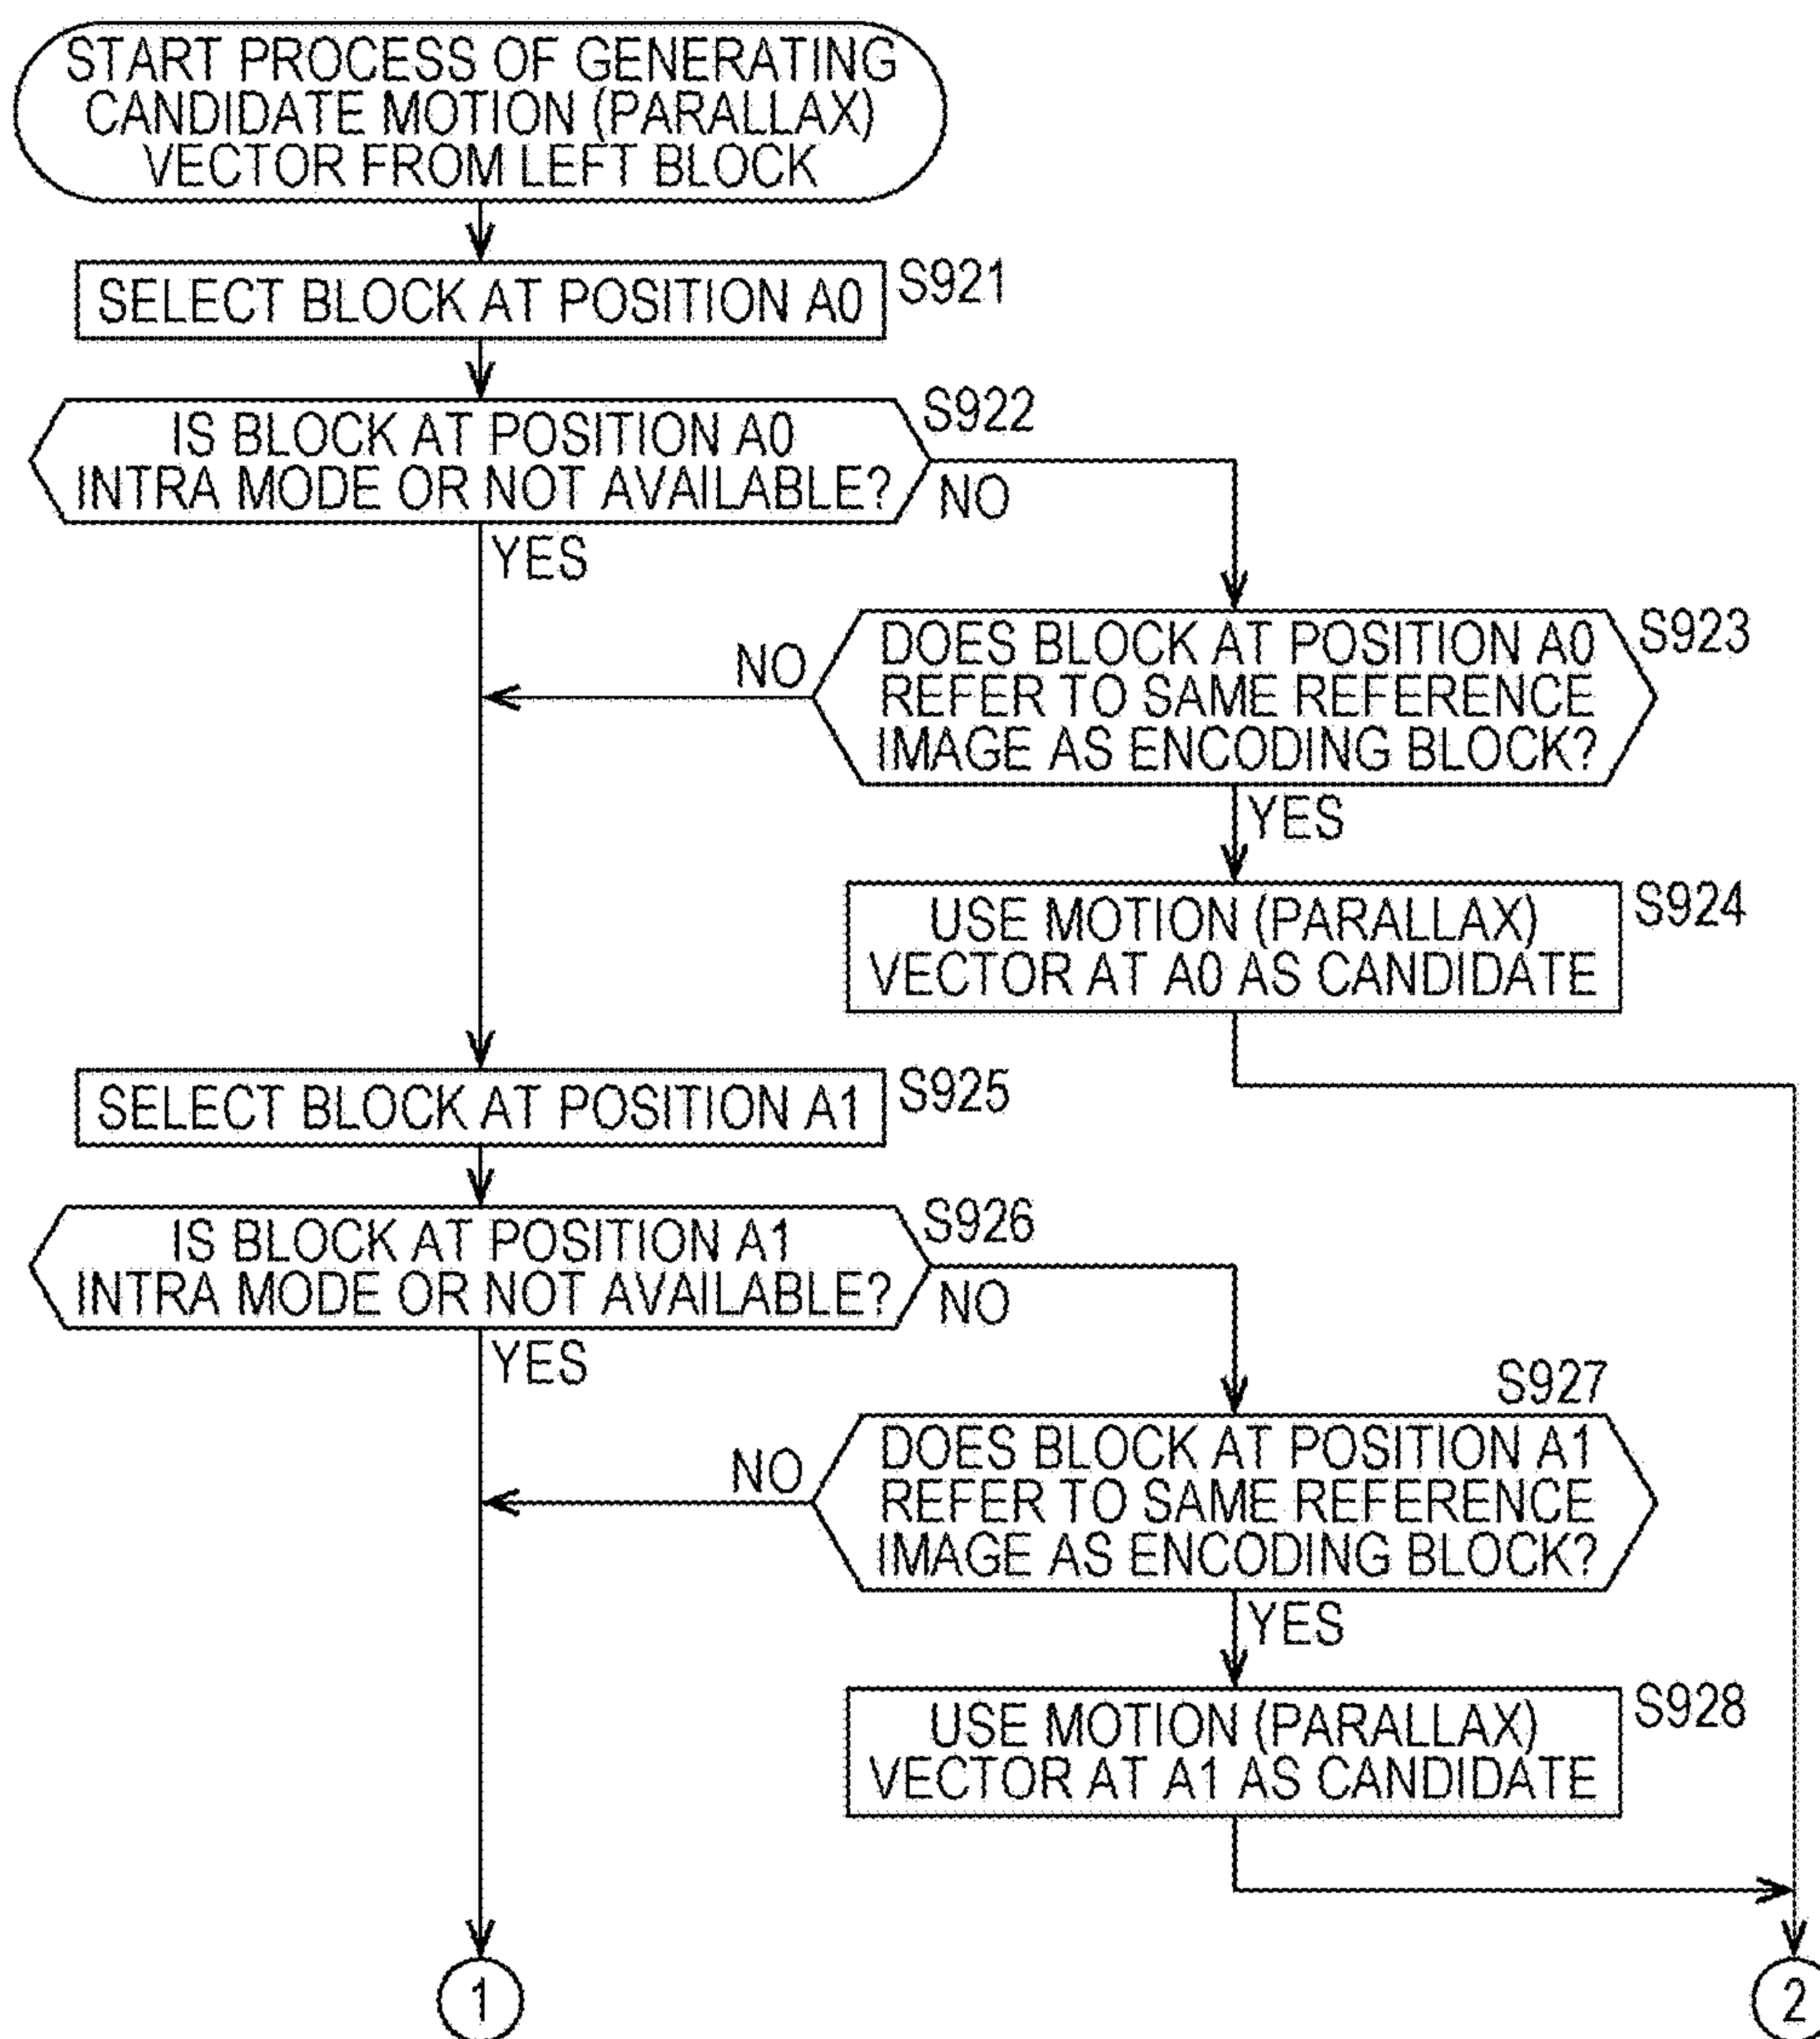 START PROCESS OF GENERATING
CANDIDATE MOTION (PARALLAX)
VECTOR FROM LEFT BLOCK
SELECT BLOCK AT POSITION A0
S921
IS BLOCK AT POSITION A0
INTRA MODE OR NOT AVAILABLE?
S922
NO
YES
DOES BLOCK AT POSITION A0
REFER TO SAME REFERENCE
IMAGE AS ENCODING BLOCK?
S923
NO
YES
USE MOTION (PARALLAX)
VECTOR AT A0 AS CANDIDATE
S924
SELECT BLOCK AT POSITION A1
S925
IS BLOCK AT POSITION A1
INTRA MODE OR NOT AVAILABLE?
S926
NO
YES
S927
DOES BLOCK AT POSITION A1
REFER TO SAME REFERENCE
IMAGE AS ENCODING BLOCK?
NO
YES
USE MOTION (PARALLAX)
VECTOR AT A1 AS CANDIDATE
S928
1
2